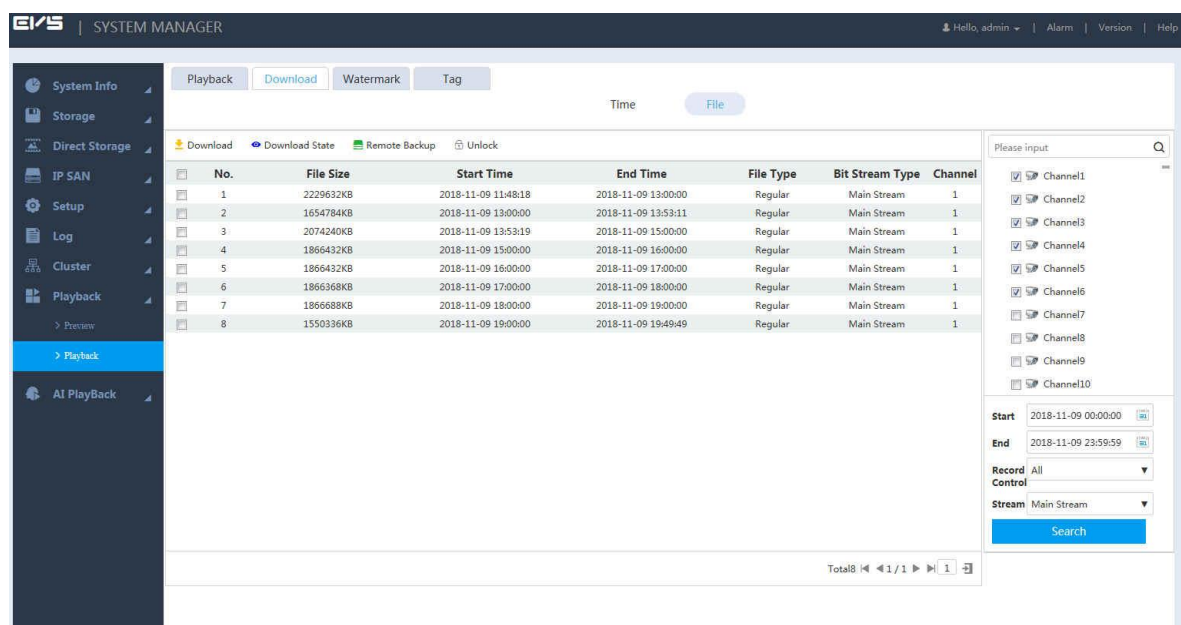 EIVS | SYSTEM MANAGER
Hello, admin | Alarm | Version | Help
System Info
Storage
Direct Storage
IP SAN
Setup
Log
Cluster
Playback
> Preview
> Playback
AI PlayBack
Playback Download Watermark Tag
Time File
Download Download State Remote Backup Unlock
No. File Size Start Time End Time File Type Bit Stream Type Channel
1 2229632KB 2018-11-09 11:48:18 2018-11-09 13:00:00 Regular Main Stream 1
2 1654784KB 2018-11-09 13:00:00 2018-11-09 13:53:11 Regular Main Stream 1
3 2074240KB 2018-11-09 13:53:19 2018-11-09 15:00:00 Regular Main Stream 1
4 1866432KB 2018-11-09 15:00:00 2018-11-09 16:00:00 Regular Main Stream 1
5 1866432KB 2018-11-09 16:00:00 2018-11-09 17:00:00 Regular Main Stream 1
6 1866368KB 2018-11-09 17:00:00 2018-11-09 18:00:00 Regular Main Stream 1
7 1866688KB 2018-11-09 18:00:00 2018-11-09 19:00:00 Regular Main Stream 1
8 1550336KB 2018-11-09 19:00:00 2018-11-09 19:49:49 Regular Main Stream 1
Total8 1 / 1 1
Please input
Channel1
Channel2
Channel3
Channel4
Channel5
Channel6
Channel7
Channel8
Channel9
Channel10
Start 2018-11-09 00:00:00
End 2018-11-09 23:59:59
Record All
Control
Stream Main Stream
Search